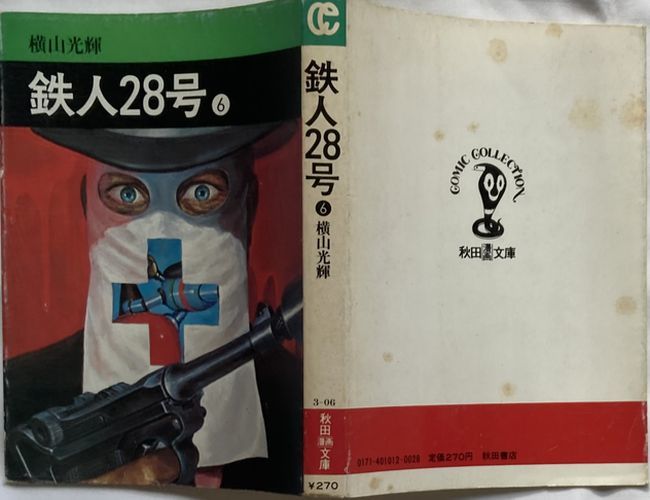 横山光輝
鉄人28号 6
CC
鉄人28号
6
横山光輝
3-06
秋田漫画文庫
¥270
COMIC COLLECTION
秋田漫画文庫
0171-401012-0028 定価270円 秋田書店